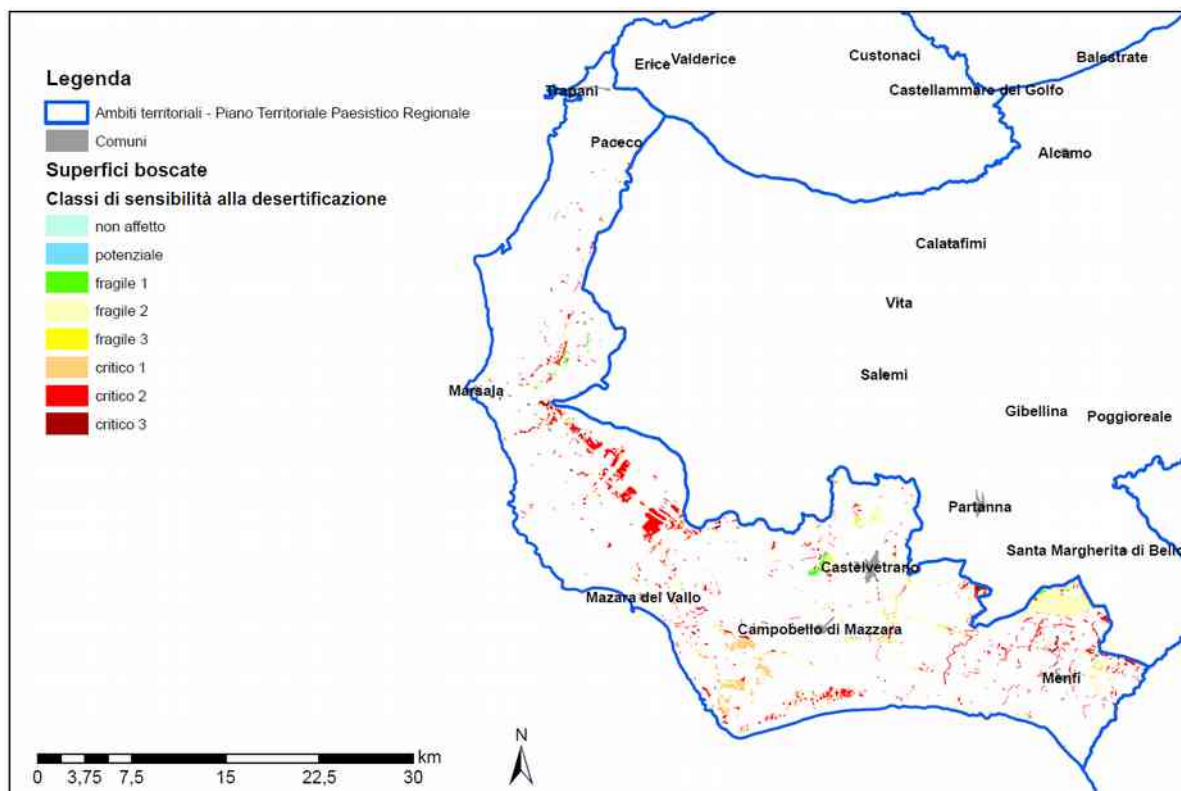 Legenda
Ambiti territoriali - Piano Territoriale Paesistico Regionale
Comuni
Superfici boscate
Classi di sensibilità alla desertificazione
non affetto
potenziale
fragile 1
fragile 2
fragile 3
critico 1
critico 2
critico 3
Erice
Valderice
Custonaci
Balestrate
Trapani
Castellammare del Golfo
Paceco
Alcamo
Calatafimi
Vita
Salemi
Marsala
Gibellina
Poggioreale
Partanna
Santa Margherita di Belic
Castelvetrano
Mazara del Vallo
Campobello di Mazzara
Menfi
N
km
0 3,75 7,5 15 22,5 30